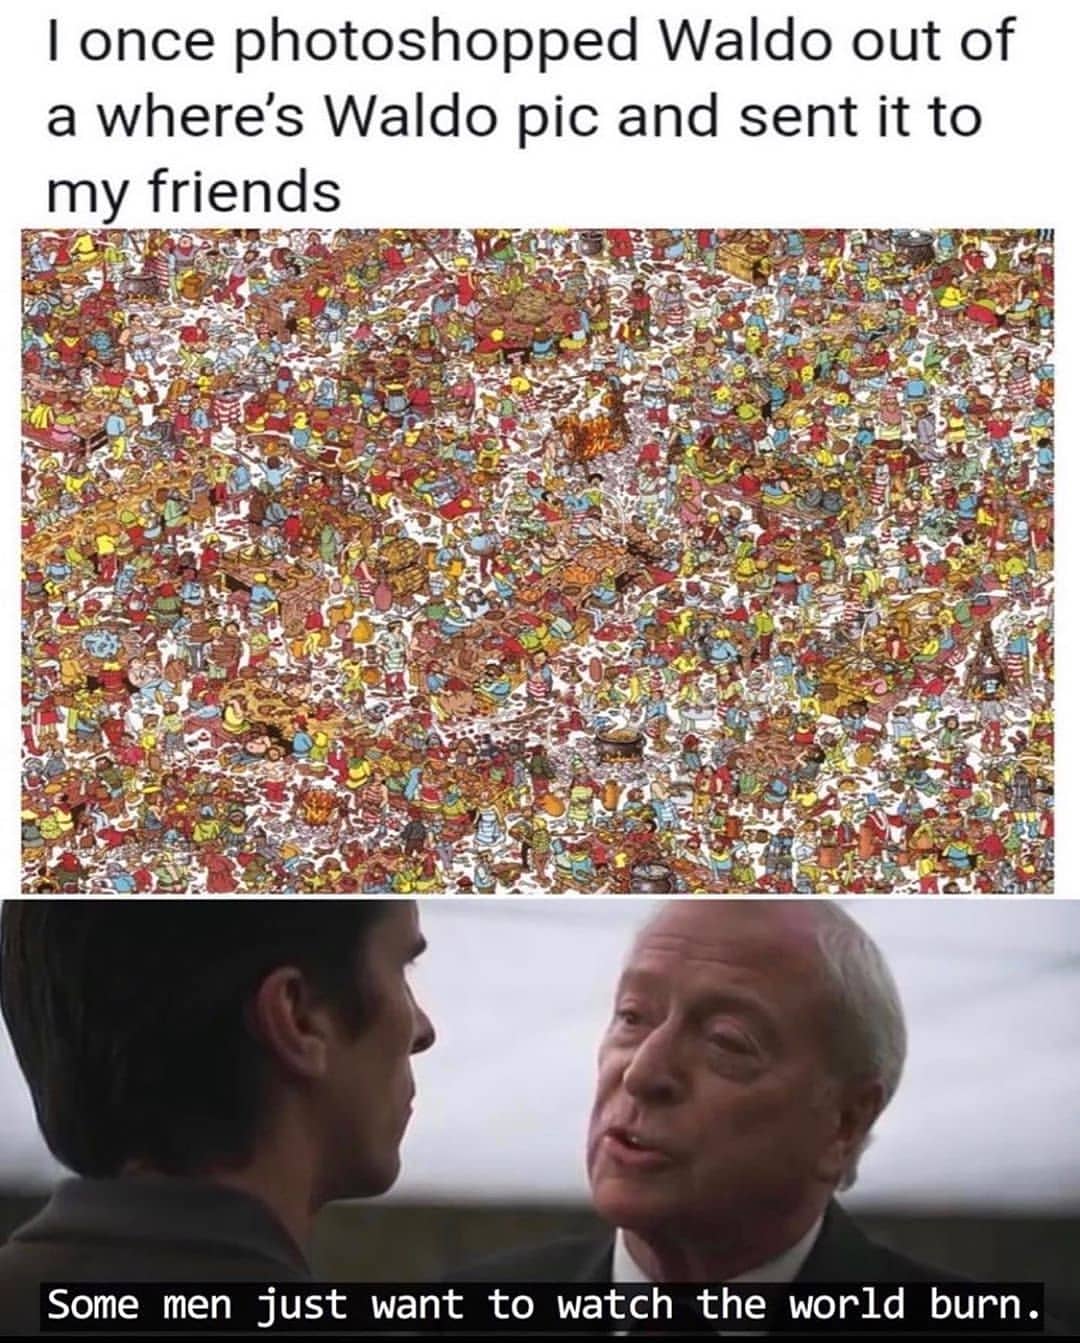 I once photoshopped Waldo out of
a where's Waldo pic and sent it to
my friends
Some men just want to watch the world burn.